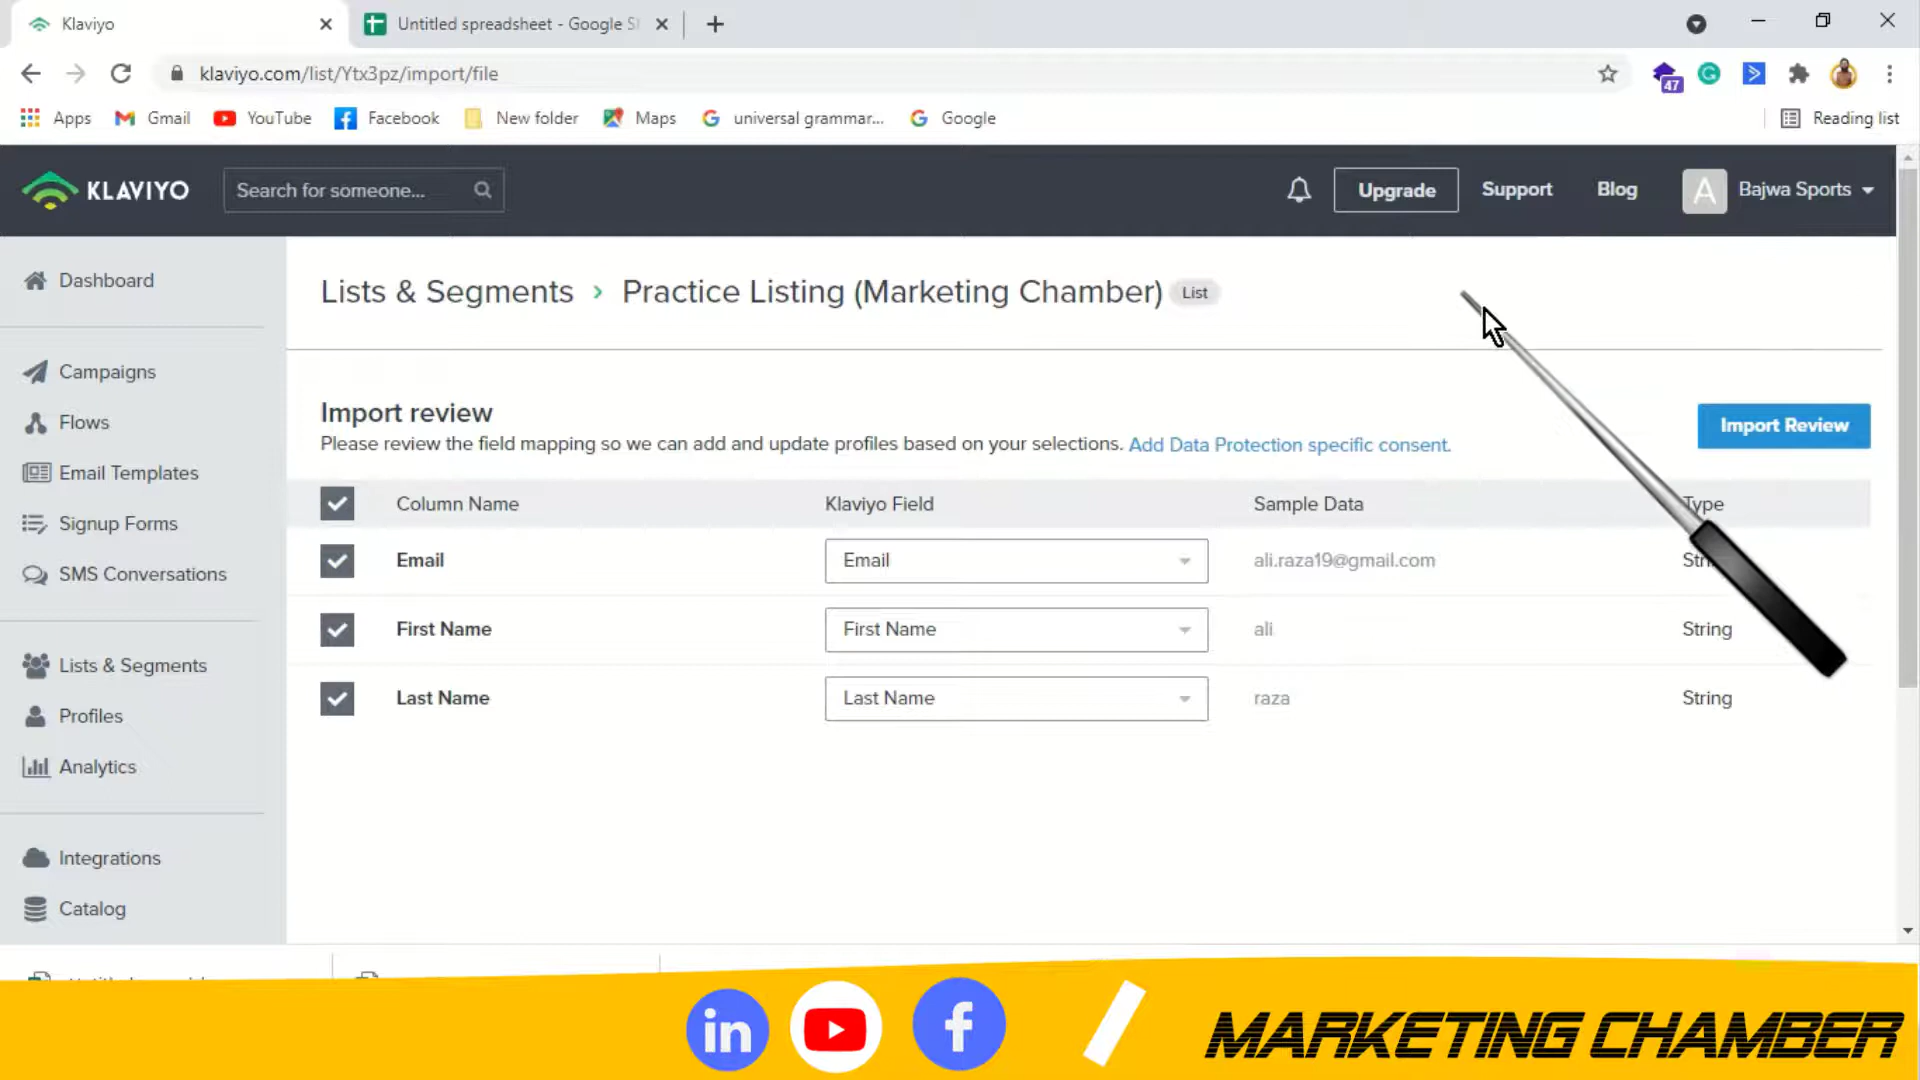 Klaviyo
Untitled spreadsheet - Google S
klaviyo.com/list/Ytx3pz/import/file
47
Apps
Gmail
YouTube
Facebook
New folder
Maps
universal grammar...
Google
Reading list
KLAVIYO
Search for someone...
Upgrade
Support
Blog
A
Bajwa Sports
Dashboard
Campaigns
Flows
Email Templates
Signup Forms
SMS Conversations
Lists & Segments
Profiles
Analytics
Integrations
Catalog
Lists & Segments › Practice Listing (Marketing Chamber) List
Import review
Please review the field mapping so we can add and update profiles based on your selections. Add Data Protection specific consent.
Import Review
Column Name Klaviyo Field Sample Data Type
Email Email ali.raza19@gmail.com
First Name First Name ali String
Last Name Last Name raza String
in
f
MARKETING CHAMBER